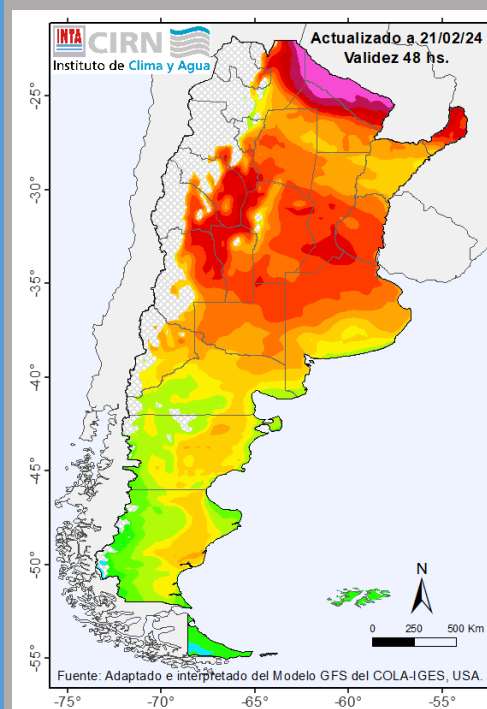 INTA CIRN
Instituto de Clima y Agua
Actualizado a 21/02/24
Validez 48 hs.
-25°
-30°
-35°
-40°
-45°
-50°
-55°
N
0 250 500 Km
Fuente: Adaptado e interpretado del Modelo GFS del COLA-IGES, USA.
-75° -70° -65° -60° -55°